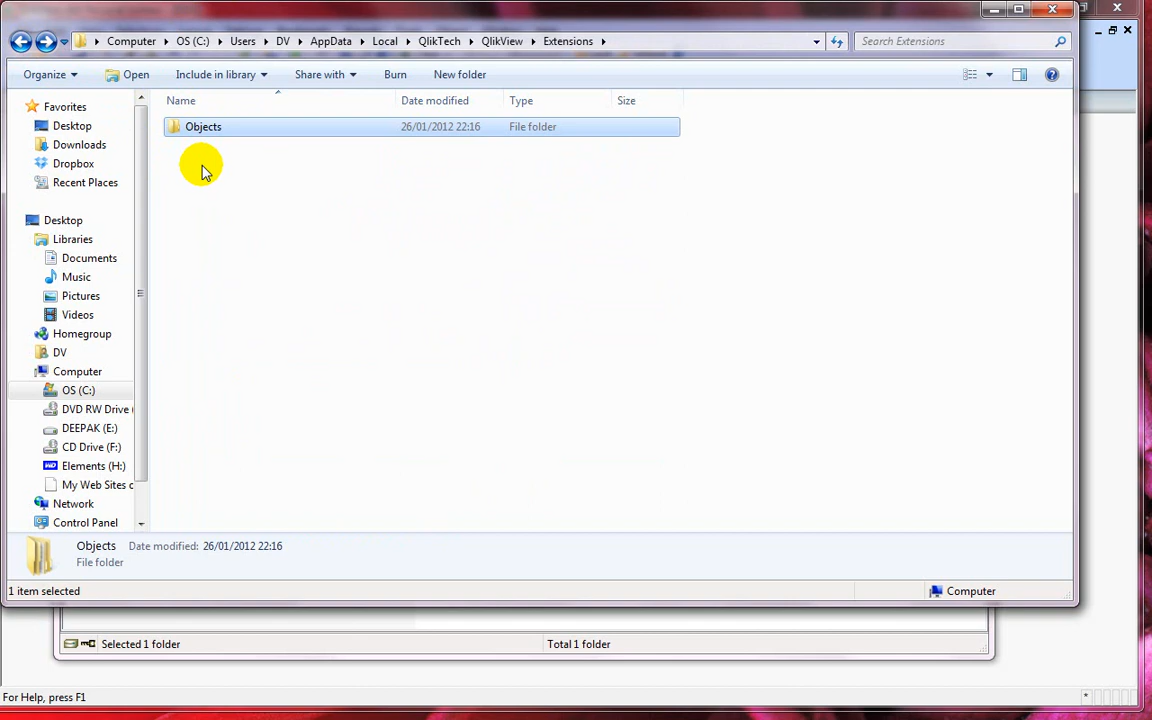 Computer OS (C:) Users DV AppData Local QlikTech QlikView Extensions Search Extensions
Organize Open Include in library Share with Burn New folder
Name Date modified Type Size
Objects 26/01/2012 22:16 File folder
Favorites
Desktop
Downloads
Dropbox
Recent Places
Desktop
Libraries
Documents
Music
Pictures
Videos
Homegroup
DV
Computer
OS (C:)
DVD RW Drive (
DEEPAK (E:)
CD Drive (F:)
Elements (H:)
My Web Sites c
Network
Control Panel
Objects Date modified: 26/01/2012 22:16
File folder
1 item selected Computer
Selected 1 folder Total 1 folder
For Help, press F1